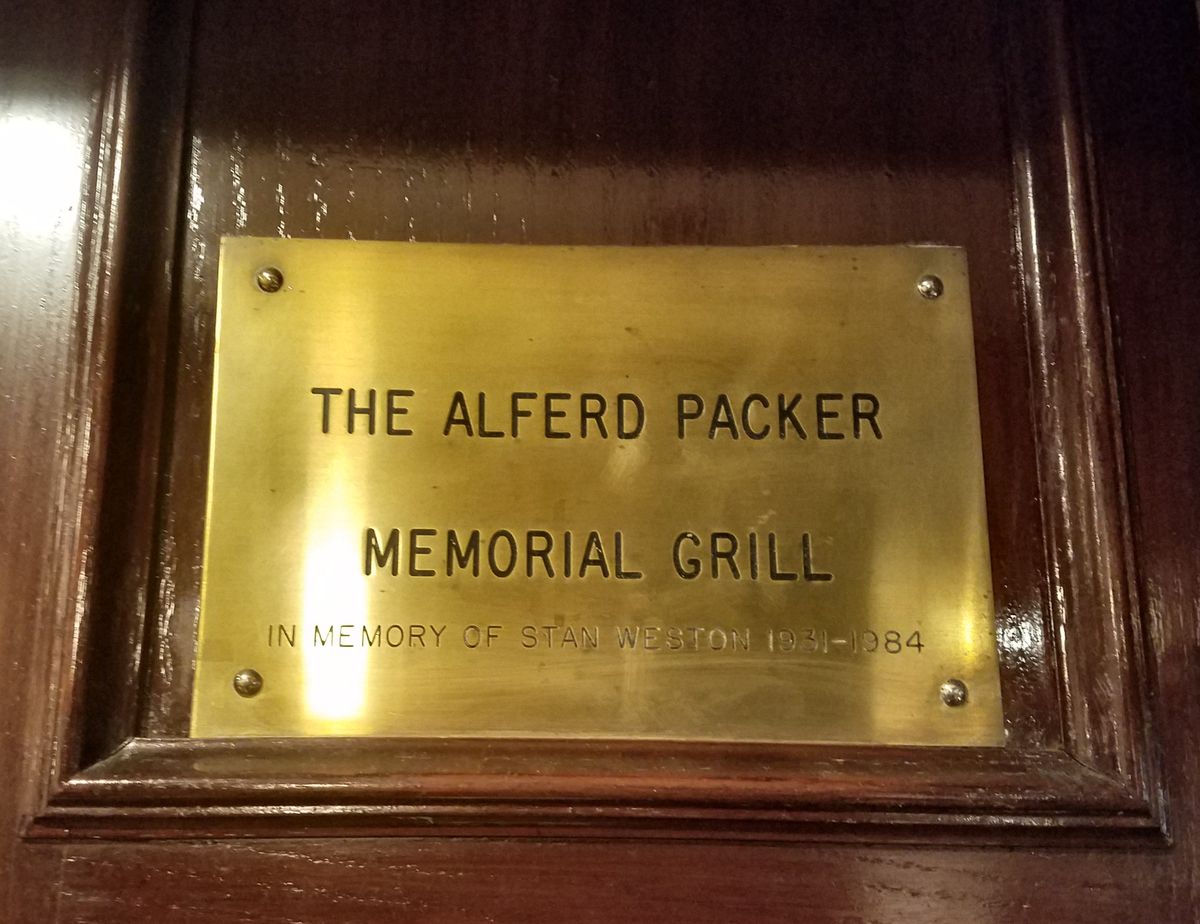 THE ALFERD PACKER
MEMORIAL GRILL
IN MEMORY OF STAN WESTON 1931-1984